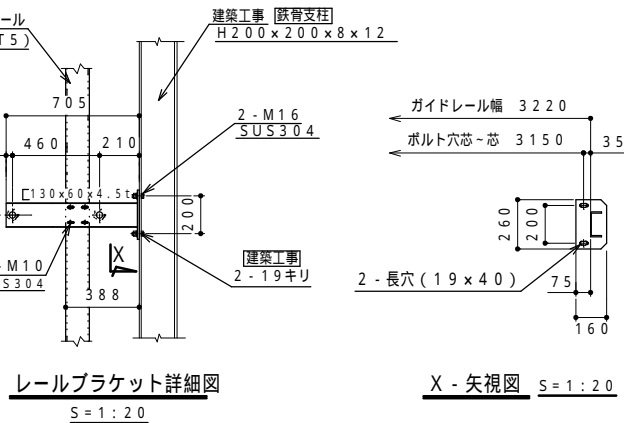 ール
T5)
建築工事 鉄骨支柱
H200×200×8×12
705
460 210
2-M16
SUS304
[130×60×4.5t
200
X
建築工事
2-19キリ
-M10
S304
388
レールブラケット詳細図
S=1:20
ガイドレール幅 3220
ボルト穴芯~芯 3150 35
260
200
2-長穴(19×40)
75
160
X-矢視図 S=1:20